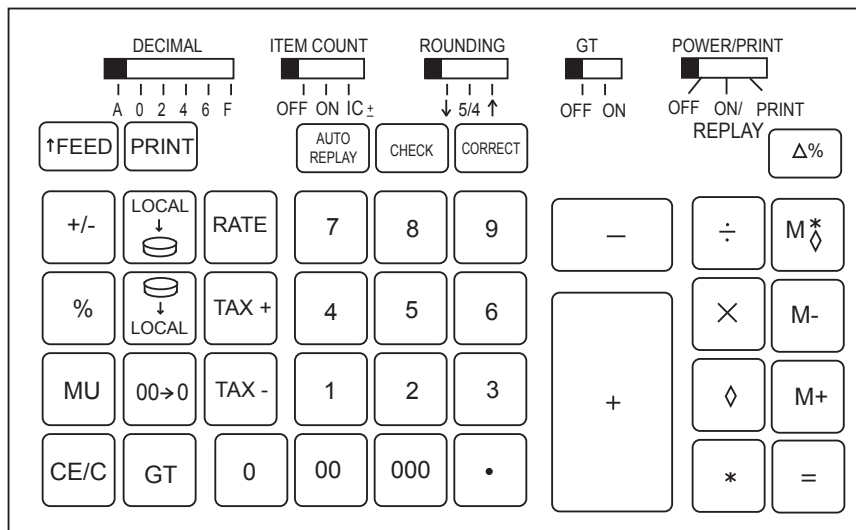 DECIMAL ITEM COUNT ROUNDING GT POWER/PRINT
A 0 2 4 6 F OFF ON IC ± ↓ 5/4 ↑ OFF ON OFF ON/ PRINT
REPLAY
↑FEED PRINT AUTO REPLAY CHECK CORRECT Δ%
+/- LOCAL ↓ RATE 7 8 9 – ÷ M*◊
% ↓ LOCAL TAX + 4 5 6 + × M-
MU 00→0 TAX - 1 2 3 ◊ M+
CE/C GT 0 00 000 • * =